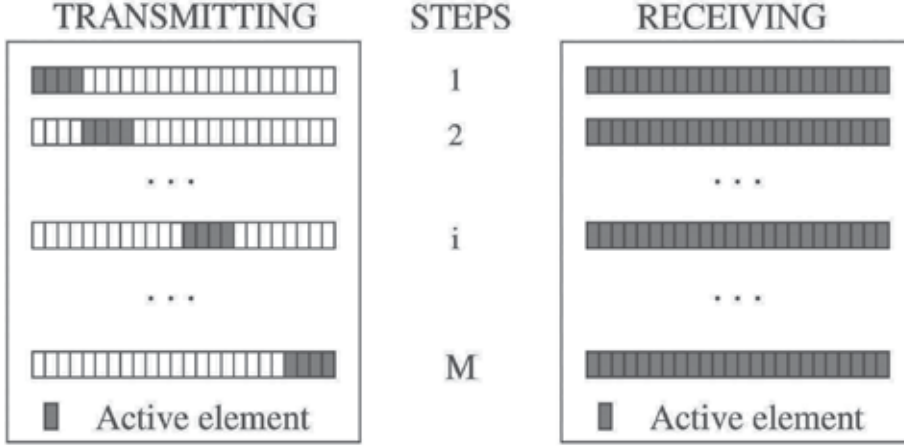 TRANSMITTING STEPS RECEIVING
1
2
. . . . . .
i
. . . . . .
M
Active element Active element